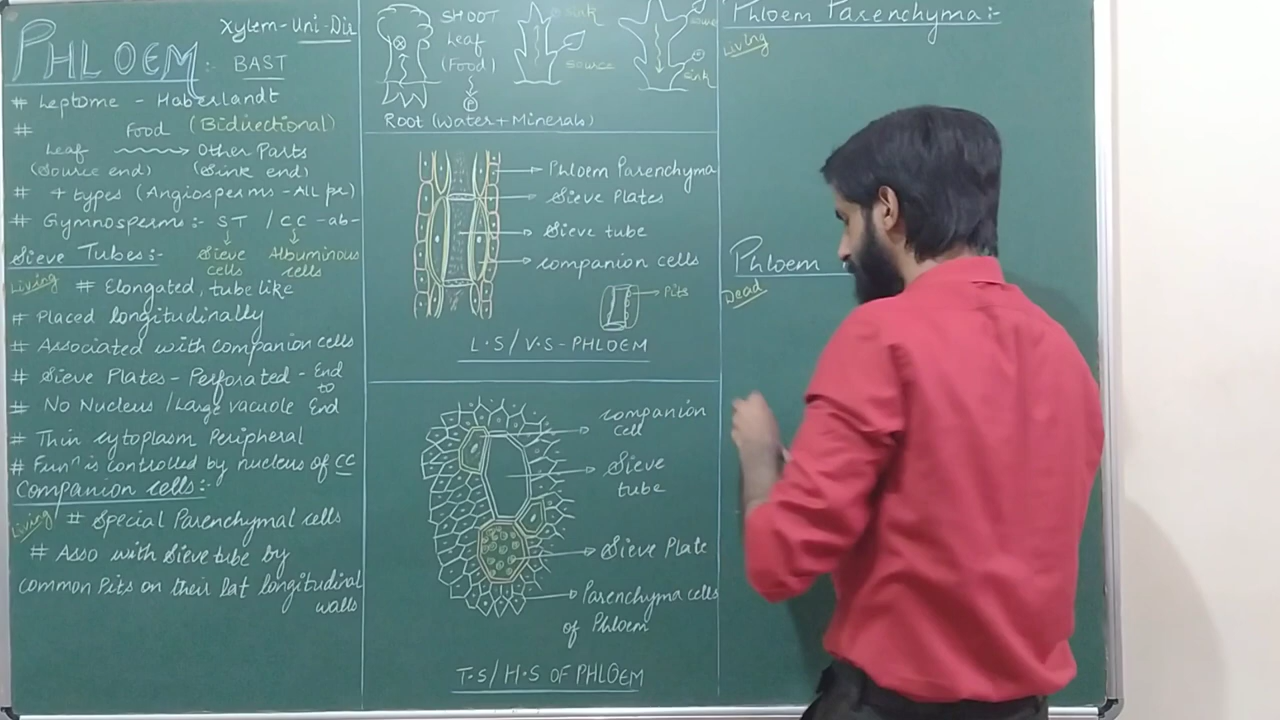 PHLOEM:-
Xylem-Uni-Dir
BAST
# Leptome - Haberlandt
# Food (Bidirectional)
Leaf → Other Parts
(Source end) (Sink end)
# 4 types (Angiosperms - All pr)
# Gymnosperms :- ST / CC -ab-
Sieve cells Albuminous cells
Sieve Tubes:-
Living # Elongated, tube like
# Placed longitudinally
# Associated with companion cells
# Sieve Plates - Perforated - End to End
# No Nucleus / Large vacuole
# Thin cytoplasm Peripheral
# Funⁿ is controlled by nucleus of CC
Companion cells:-
Living # Special Parenchymal cells
# Asso with Sieve tube by
common Pits on their lat longitudinal
walls
SHOOT
Leaf
(Food)
Root (Water + Minerals)
sink
source
sink
Phloem Parenchyma
Sieve Plates
Sieve tube
companion cells
Pits
L.S/V.S-PHLOEM
companion
cell
Sieve
tube
Sieve Plate
Parenchyma cells
of Phloem
T.S/H.S OF PHLOEM
Phloem Parenchyma:-
Living
Phloem
Dead